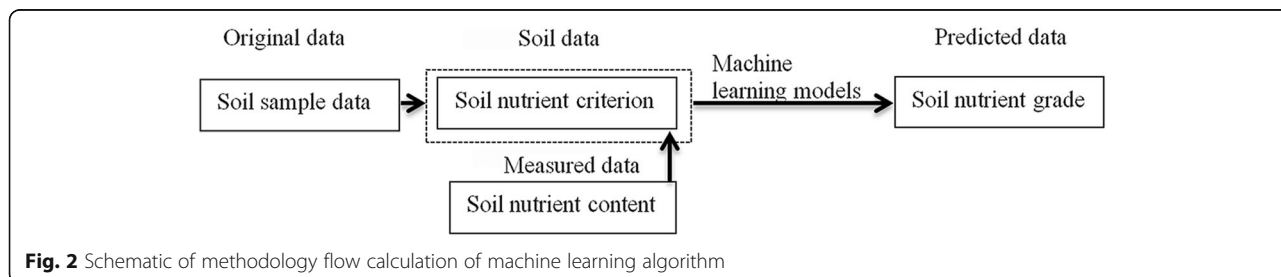 Original data
Soil data
Predicted data
Soil sample data
Soil nutrient criterion
Machine
learning models
Soil nutrient grade
Measured data
Soil nutrient content
Fig. 2 Schematic of methodology flow calculation of machine learning algorithm